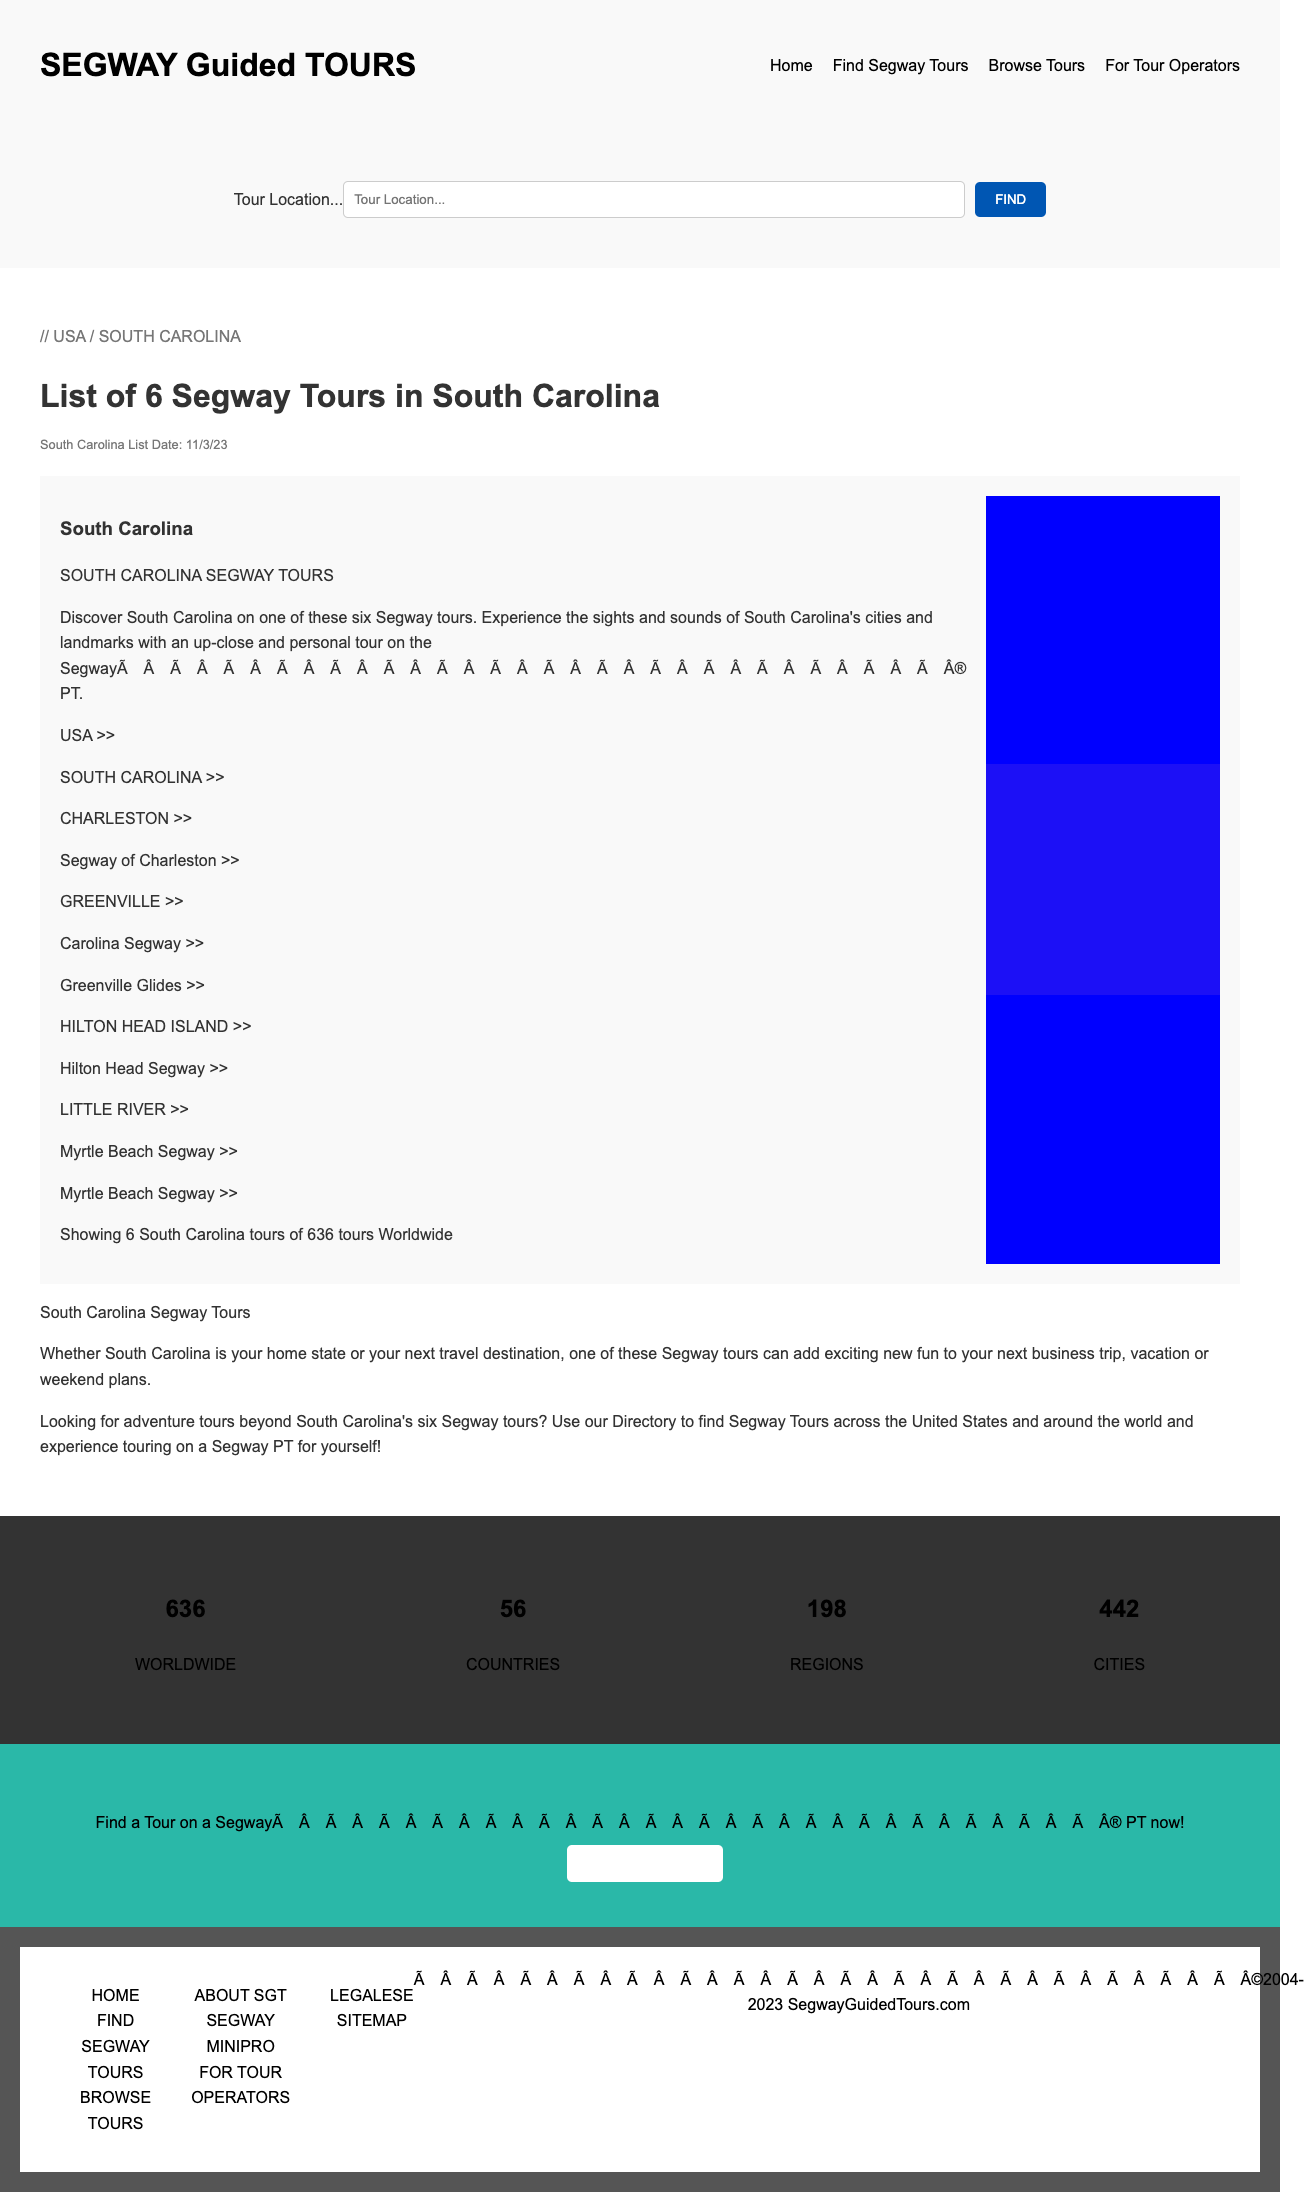 SEGWAY Guided TOURS
Home Find Segway Tours Browse Tours For Tour Operators
Tour Location... Tour Location... FIND
// USA / SOUTH CAROLINA
List of 6 Segway Tours in South Carolina
South Carolina List Date: 11/3/23
South Carolina
SOUTH CAROLINA SEGWAY TOURS
Discover South Carolina on one of these six Segway tours. Experience the sights and sounds of South Carolina's cities and
landmarks with an up-close and personal tour on the
SegwayÃ Â Ã Â Ã Â Ã Â Ã Â Ã Â Ã Â Ã Â Ã Â Ã Â Ã Â Ã Â Ã Â Ã Â Ã Â Ã Â®
PT.
USA >>
SOUTH CAROLINA >>
CHARLESTON >>
Segway of Charleston >>
GREENVILLE >>
Carolina Segway >>
Greenville Glides >>
HILTON HEAD ISLAND >>
Hilton Head Segway >>
LITTLE RIVER >>
Myrtle Beach Segway >>
Myrtle Beach Segway >>
Showing 6 South Carolina tours of 636 tours Worldwide
South Carolina Segway Tours
Whether South Carolina is your home state or your next travel destination, one of these Segway tours can add exciting new fun to your next business trip, vacation or
weekend plans.
Looking for adventure tours beyond South Carolina's six Segway tours? Use our Directory to find Segway Tours across the United States and around the world and
experience touring on a Segway PT for yourself!
636 56 198 442
WORLDWIDE COUNTRIES REGIONS CITIES
Find a Tour on a SegwayÃ Â Ã Â Ã Â Ã Â Ã Â Ã Â Ã Â Ã Â Ã Â Ã Â Ã Â Ã Â Ã Â Ã Â Ã Â Ã Â® PT now!
HOME
FIND
SEGWAY
TOURS
BROWSE
TOURS
ABOUT SGT
SEGWAY
MINIPRO
FOR TOUR
OPERATORS
LEGALESE
SITEMAP
Ã Â Ã Â Ã Â Ã Â Ã Â Ã Â Ã Â Ã Â Ã Â Ã Â Ã Â Ã Â Ã Â Ã Â Ã Â Ã Â©2004-
2023 SegwayGuidedTours.com